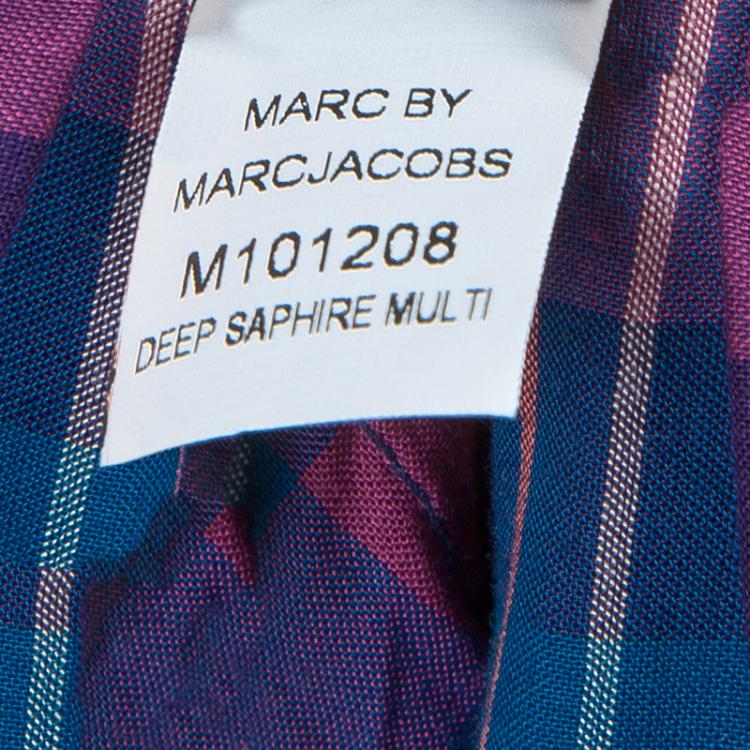 MARC BY
MARCJACOBS
M101208
DEEP SAPHIRE MULTI